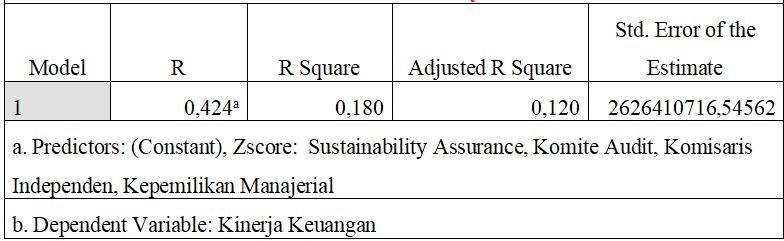 Model R R Square Adjusted R Square Std. Error of the Estimate
1 0,424ª 0,180 0,120 2626410716,54562
a. Predictors: (Constant), Zscore: Sustainability Assurance, Komite Audit, Komisaris
Independen, Kepemilikan Manajerial
b. Dependent Variable: Kinerja Keuangan